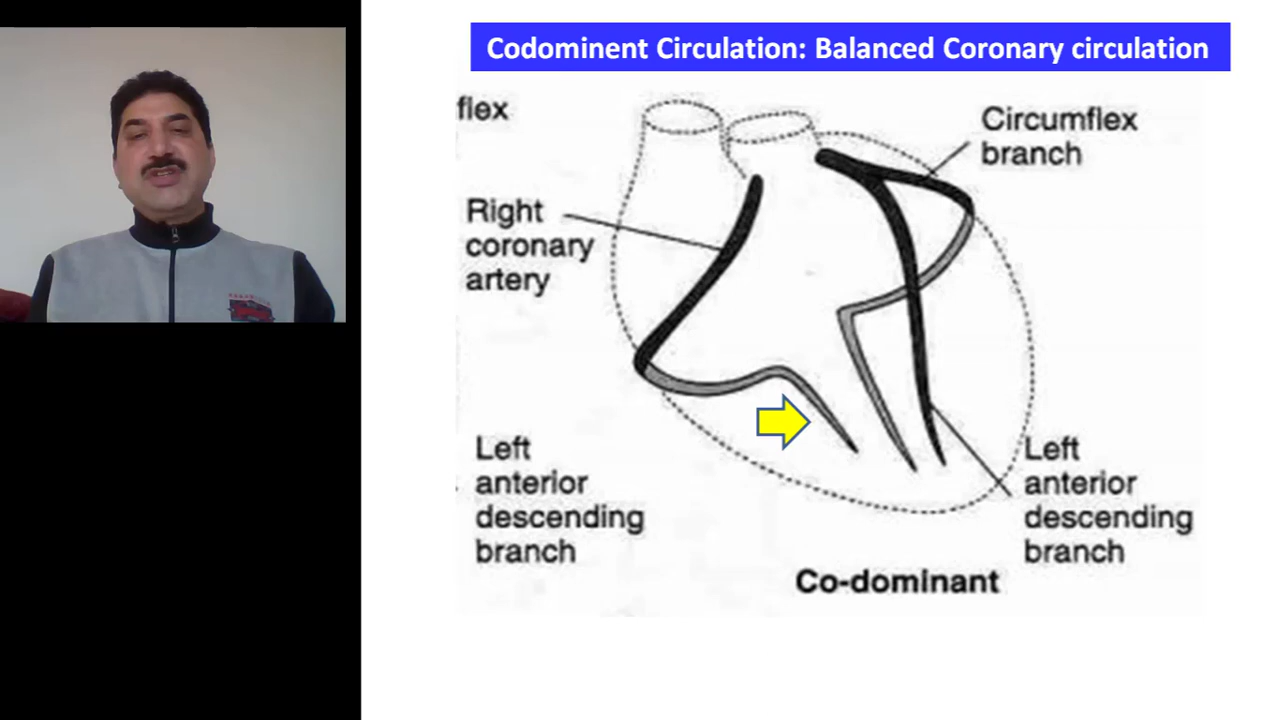 Codominent Circulation: Balanced Coronary circulation
flex
Circumflex
branch
Right
coronary
artery
Left
anterior
descending
branch
Left
anterior
descending
branch
Co-dominant